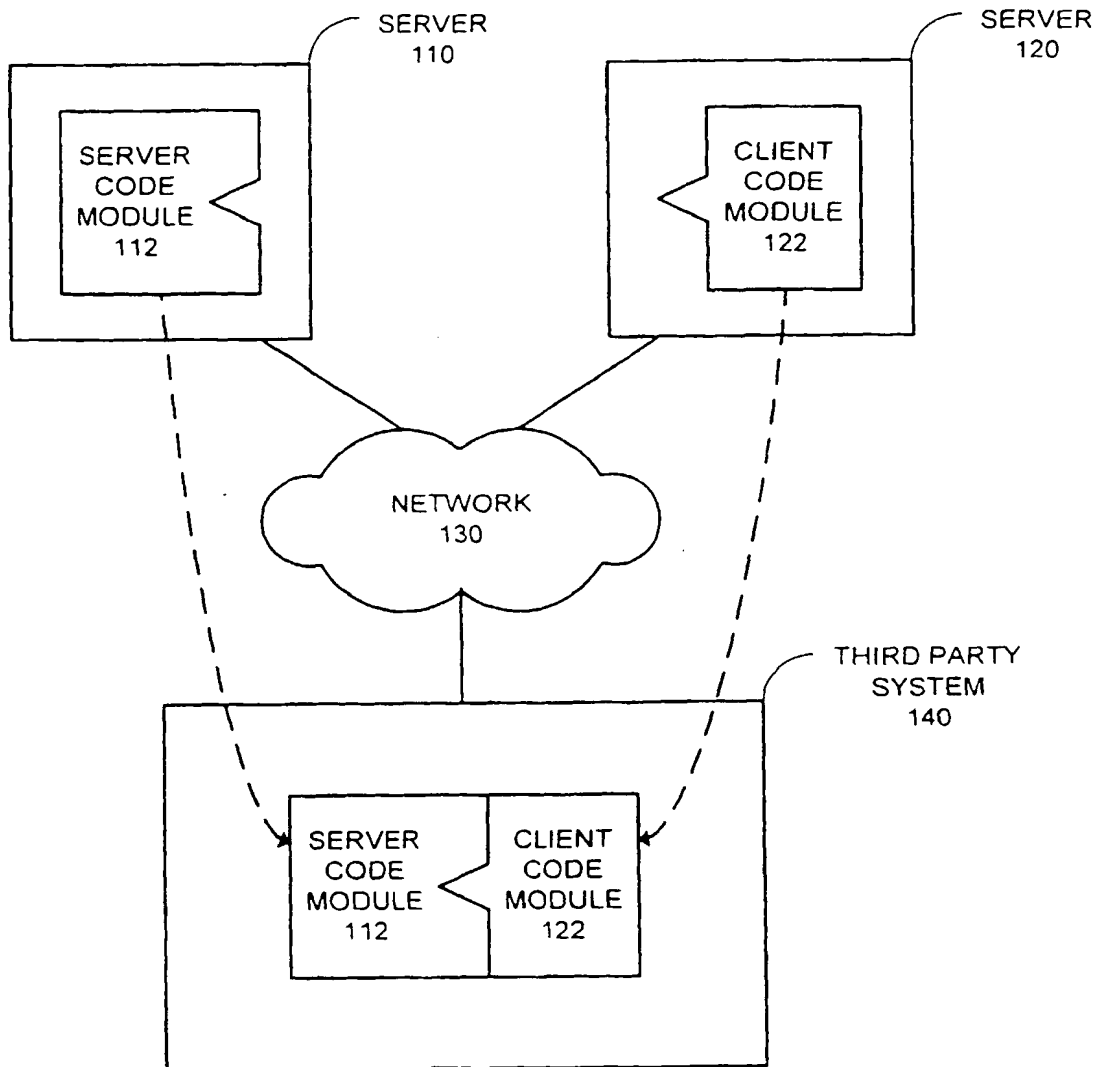 SERVER
110
SERVER
120
SERVER
CODE
MODULE
112
CLIENT
CODE
MODULE
122
NETWORK
130
THIRD PARTY
SYSTEM
140
SERVER
CODE
MODULE
112
CLIENT
CODE
MODULE
122